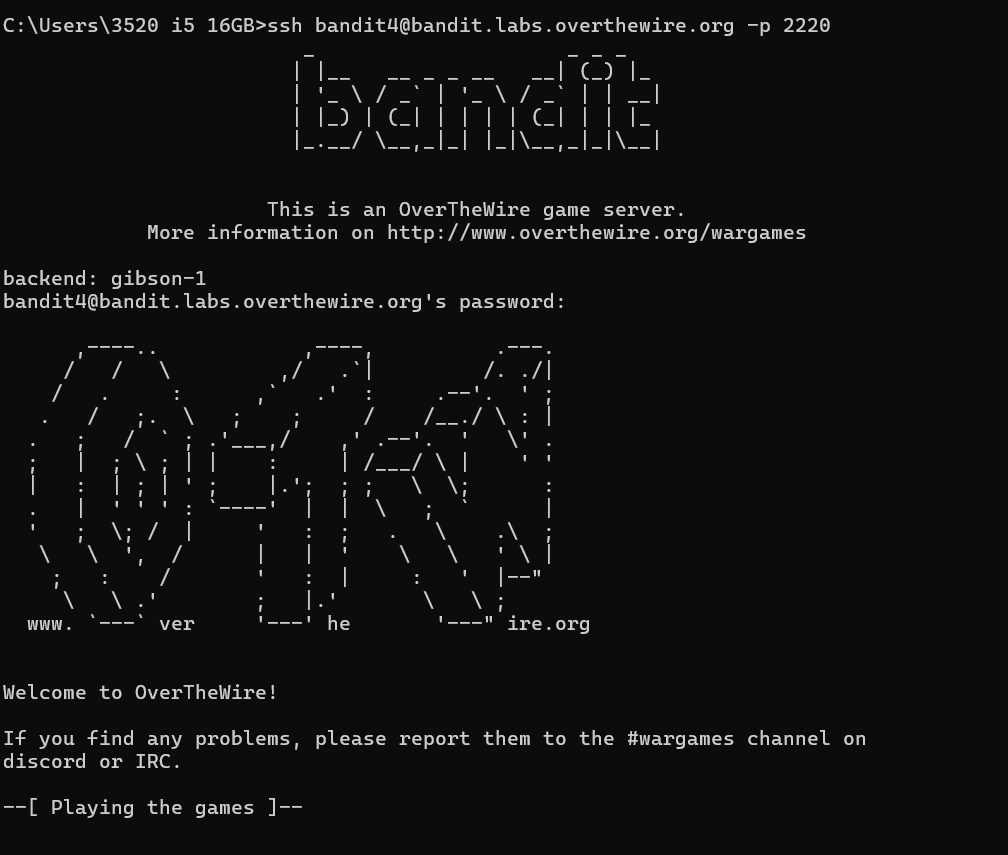 C:\Users\3520 i5 16GB>ssh bandit4@bandit.labs.overthewire.org -p 2220
bandit
This is an OverTheWire game server.
More information on http://www.overthewire.org/wargames
backend: gibson-1
bandit4@bandit.labs.overthewire.org's password:
www. ver he ire.org
Welcome to OverTheWire!
If you find any problems, please report them to the #wargames channel on
discord or IRC.
--[ Playing the games ]--